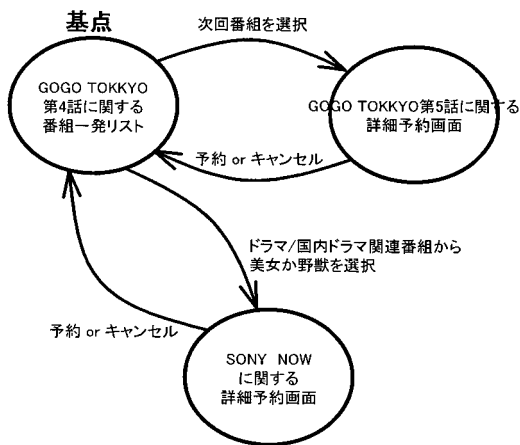 基点
次回番組を選択
GOGO TOKKYO
第4話に関する
番組一発リスト
GOGO TOKKYO第5話に関する
詳細予約画面
予約 or キャンセル
ドラマ/国内ドラマ関連番組から
美女か野獣を選択
予約 or キャンセル
SONY NOW
に関する
詳細予約画面